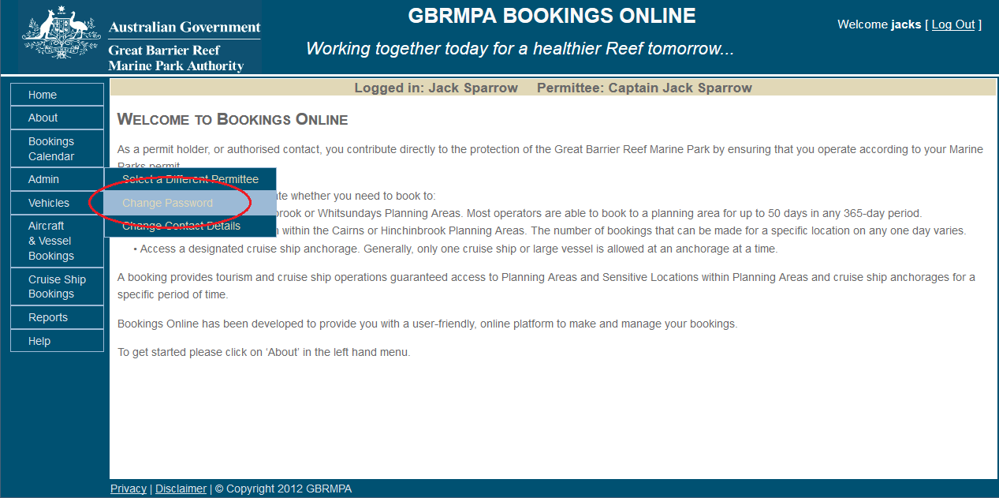 Australian Government
Great Barrier Reef
Marine Park Authority
GBRMPA BOOKINGS ONLINE
Working together today for a healthier Reef tomorrow...
Welcome jacks [ Log Out ]
Logged in: Jack Sparrow Permittee: Captain Jack Sparrow
Home
About
Bookings
Calendar
Admin
Vehicles
Aircraft
& Vessel
Bookings
Cruise Ship
Bookings
Reports
Help
Select a Different Permittee
Change Password
Change Contact Details
WELCOME TO BOOKINGS ONLINE
As a permit holder, or authorised contact, you contribute directly to the protection of the Great Barrier Reef Marine Park by ensuring that you operate according to your Marine
Parks permit.
whether you need to book to:
or Whitsundays Planning Areas. Most operators are able to book to a planning area for up to 50 days in any 365-day period.
within the Cairns or Hinchinbrook Planning Areas. The number of bookings that can be made for a specific location on any one day varies.
• Access a designated cruise ship anchorage. Generally, only one cruise ship or large vessel is allowed at an anchorage at a time.
A booking provides tourism and cruise ship operations guaranteed access to Planning Areas and Sensitive Locations within Planning Areas and cruise ship anchorages for a
specific period of time.
Bookings Online has been developed to provide you with a user-friendly, online platform to make and manage your bookings.
To get started please click on ‘About’ in the left hand menu.
Privacy | Disclaimer | © Copyright 2012 GBRMPA